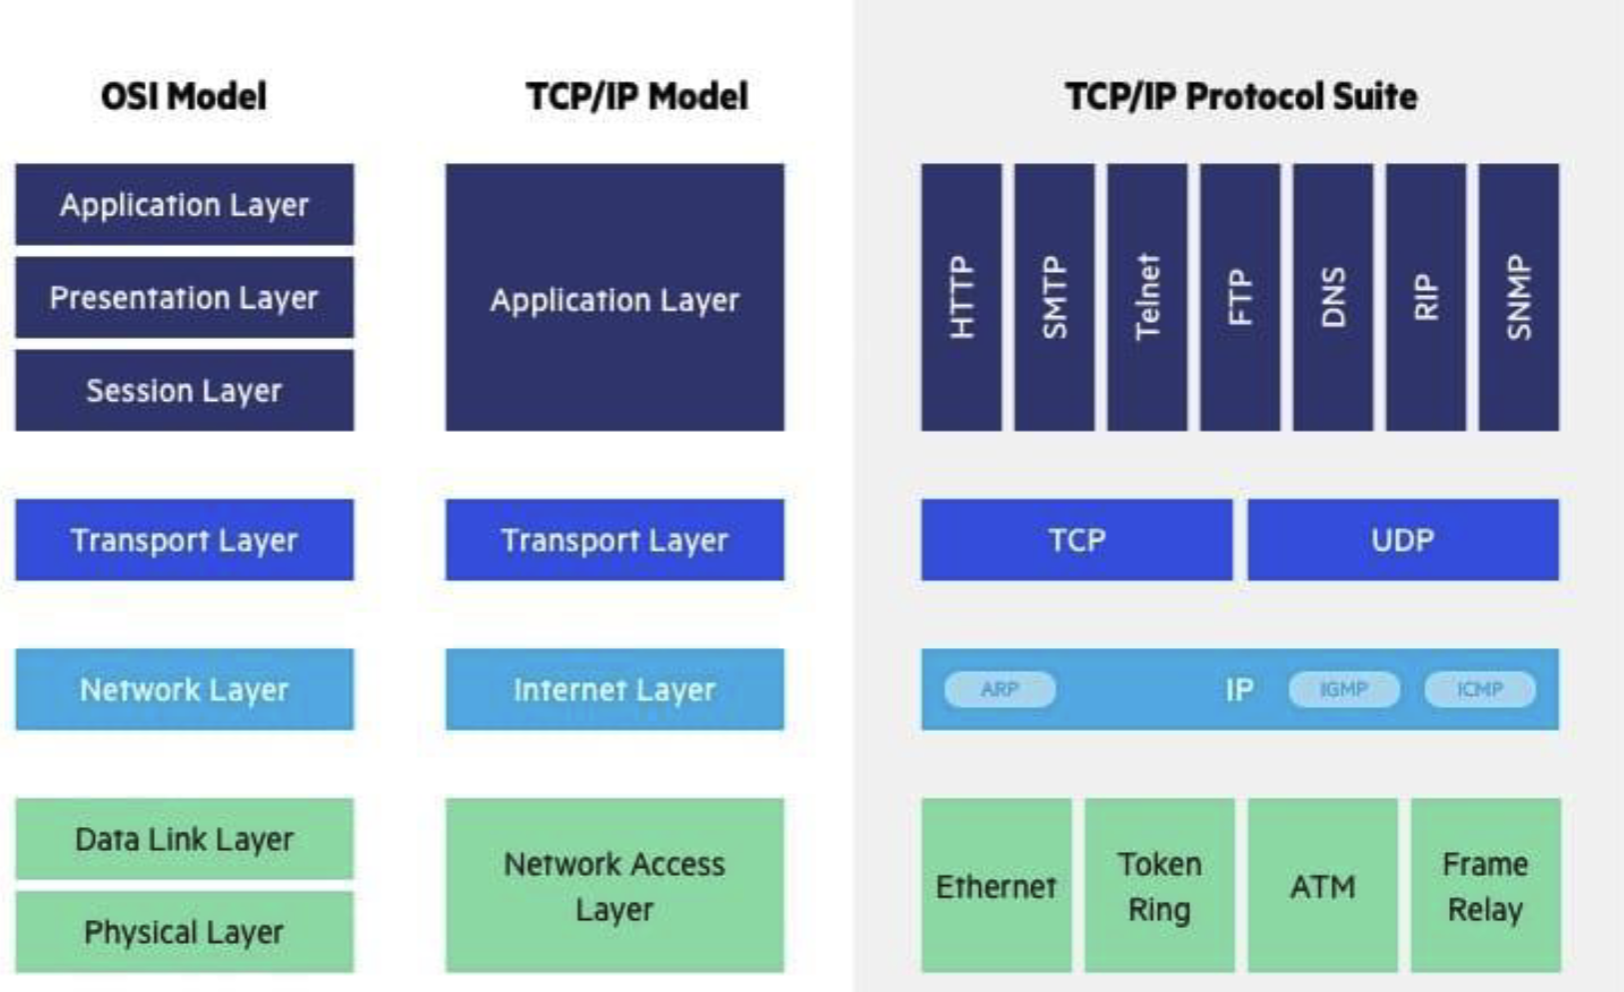 OSI Model
TCP/IP Model
TCP/IP Protocol Suite
Application Layer
Presentation Layer
Session Layer
Application Layer
HTTP
SMTP
Telnet
FTP
DNS
RIP
SNMP
Transport Layer
Transport Layer
TCP
UDP
Network Layer
Internet Layer
ARP
IP
IGMP
ICMP
Data Link Layer
Physical Layer
Network Access
Layer
Ethernet
Token
Ring
ATM
Frame
Relay